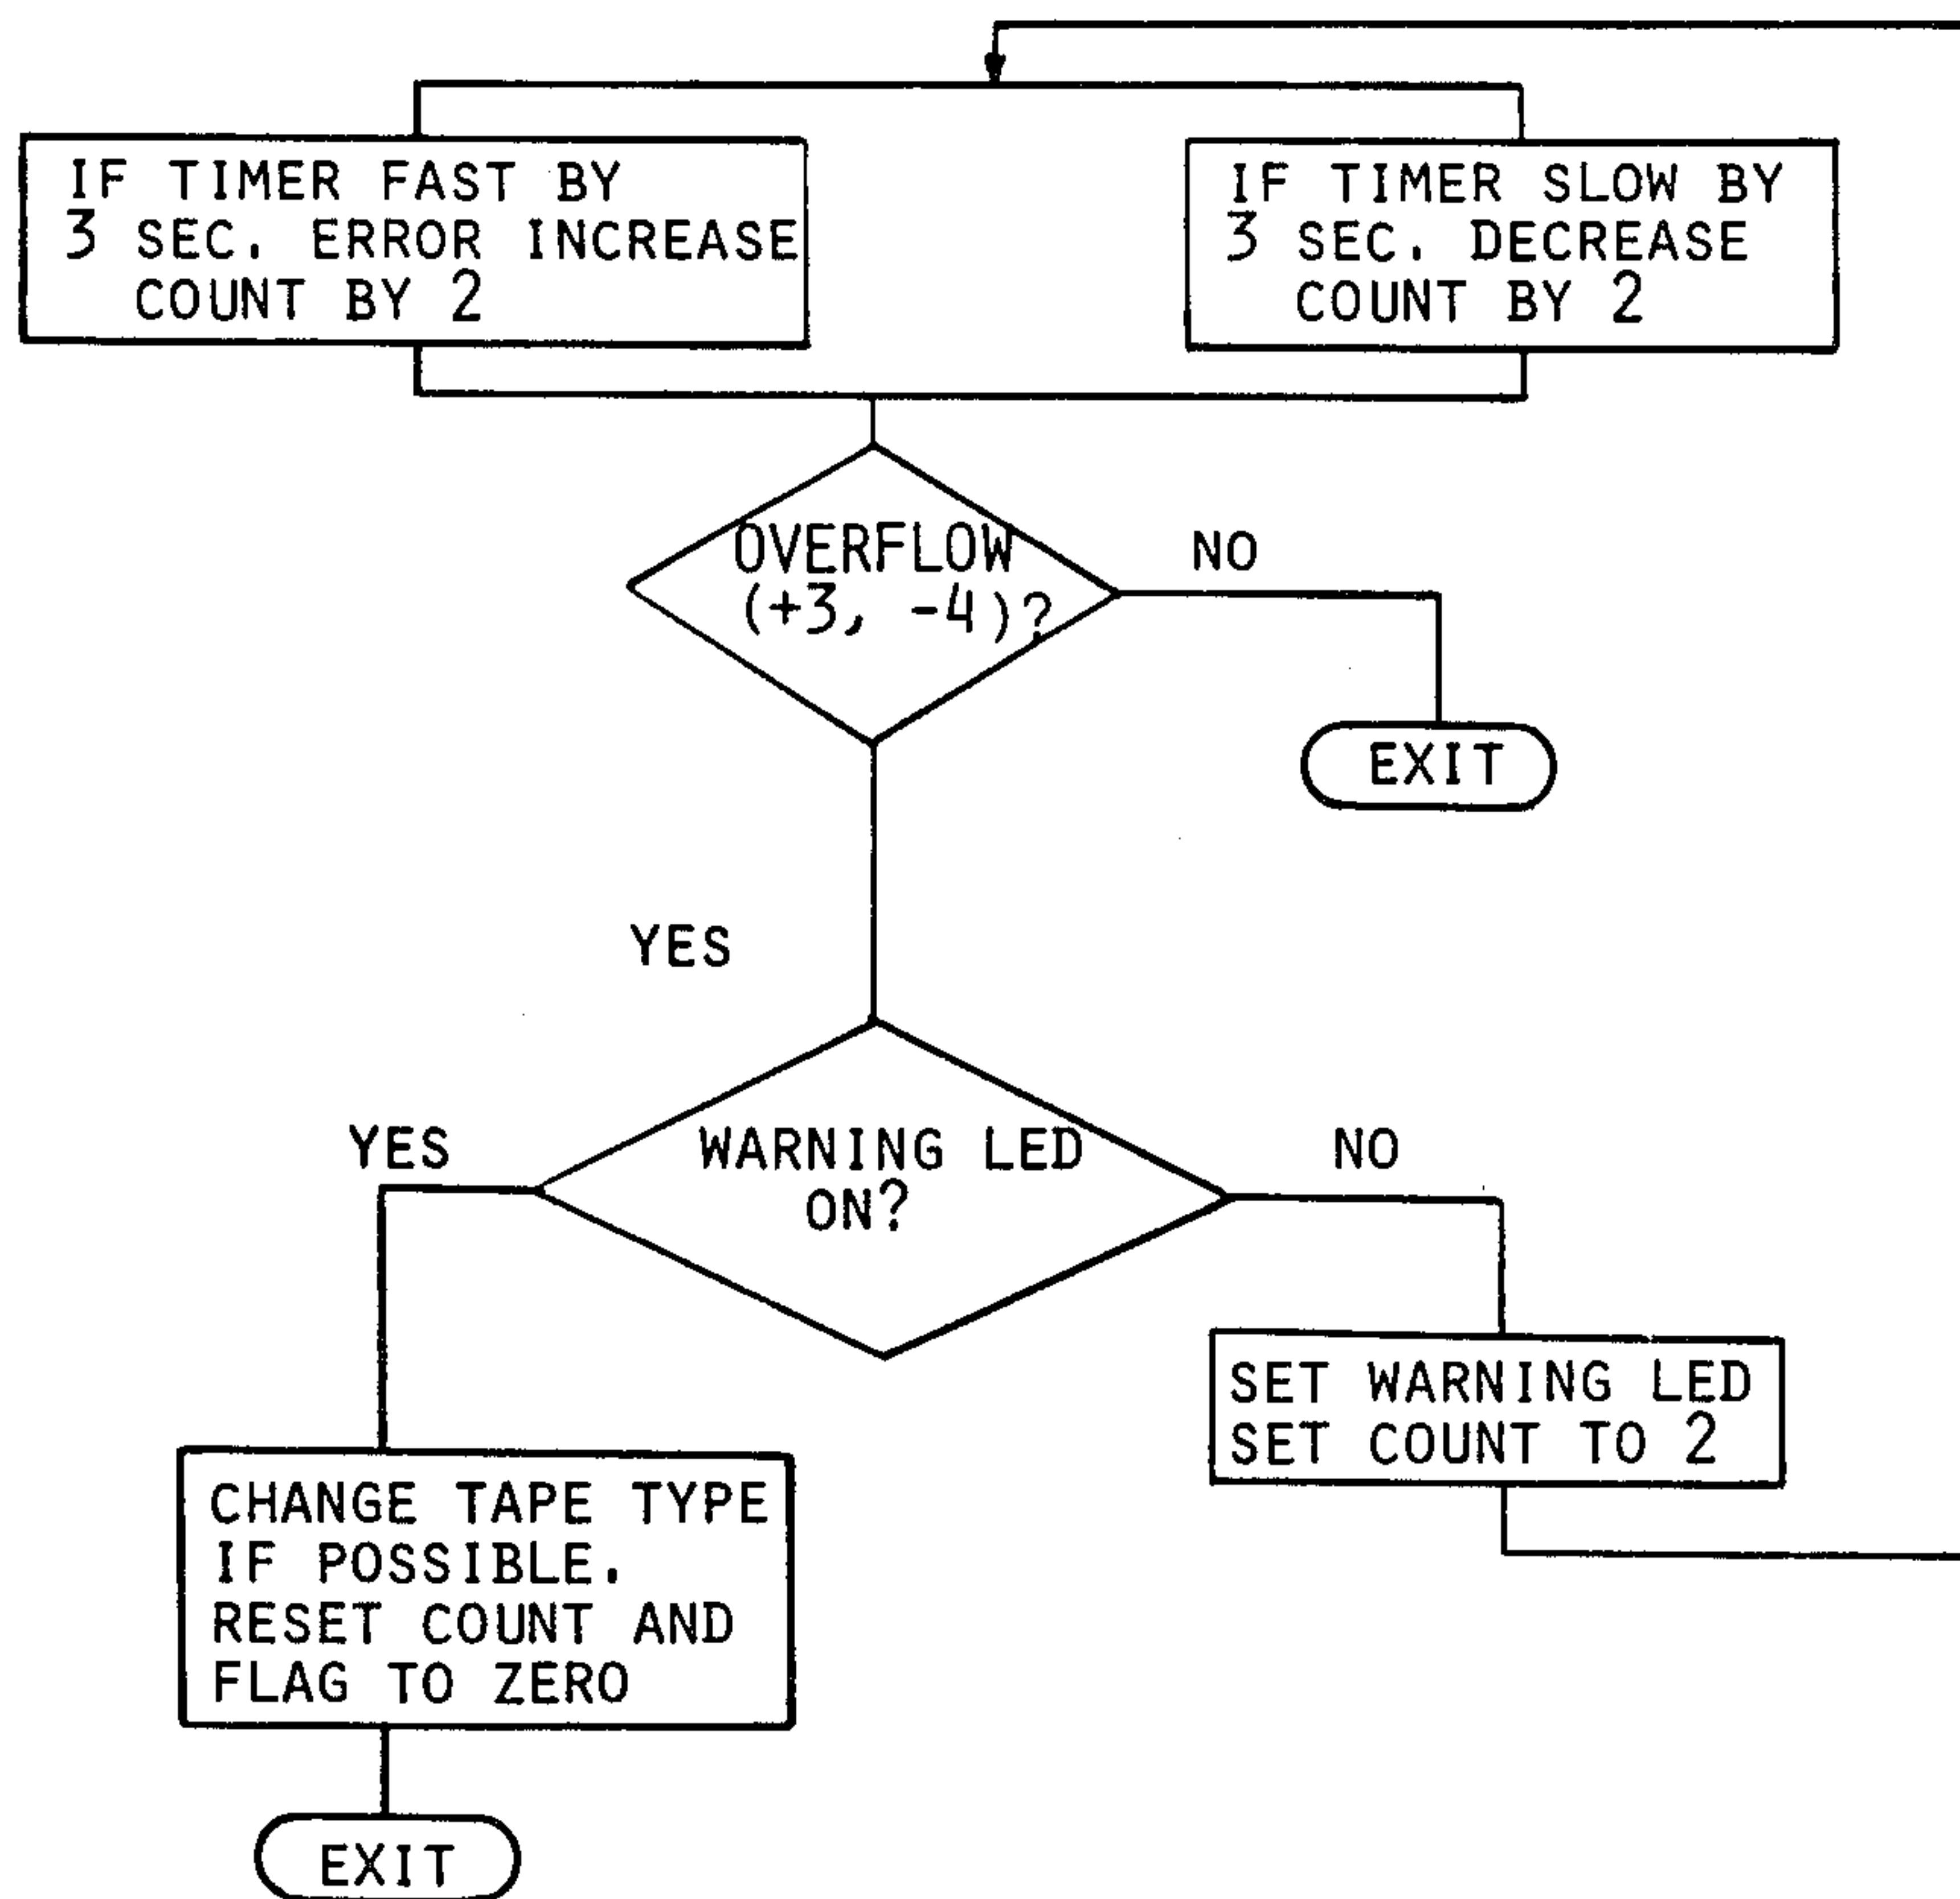 IF TIMER FAST BY
3 SEC. ERROR INCREASE
COUNT BY 2
IF TIMER SLOW BY
3 SEC. DECREASE
COUNT BY 2
OVERFLOW
(+3, -4)?
NO
EXIT
YES
WARNING LED
ON?
YES
NO
SET WARNING LED
SET COUNT TO 2
CHANGE TAPE TYPE
IF POSSIBLE.
RESET COUNT AND
FLAG TO ZERO
EXIT